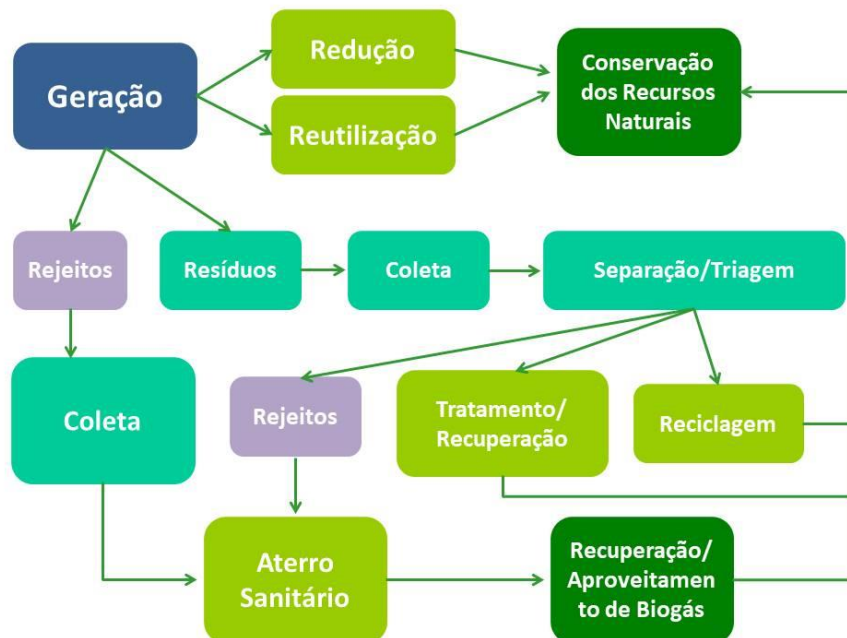 Redução
Conservação
dos Recursos
Naturais
Geração
Reutilização
Rejeitos
Resíduos
Coleta
Separação/Triagem
Coleta
Rejeitos
Tratamento/
Recuperação
Reciclagem
Aterro
Sanitário
Recuperação/
Aproveitamen
to de Biogás